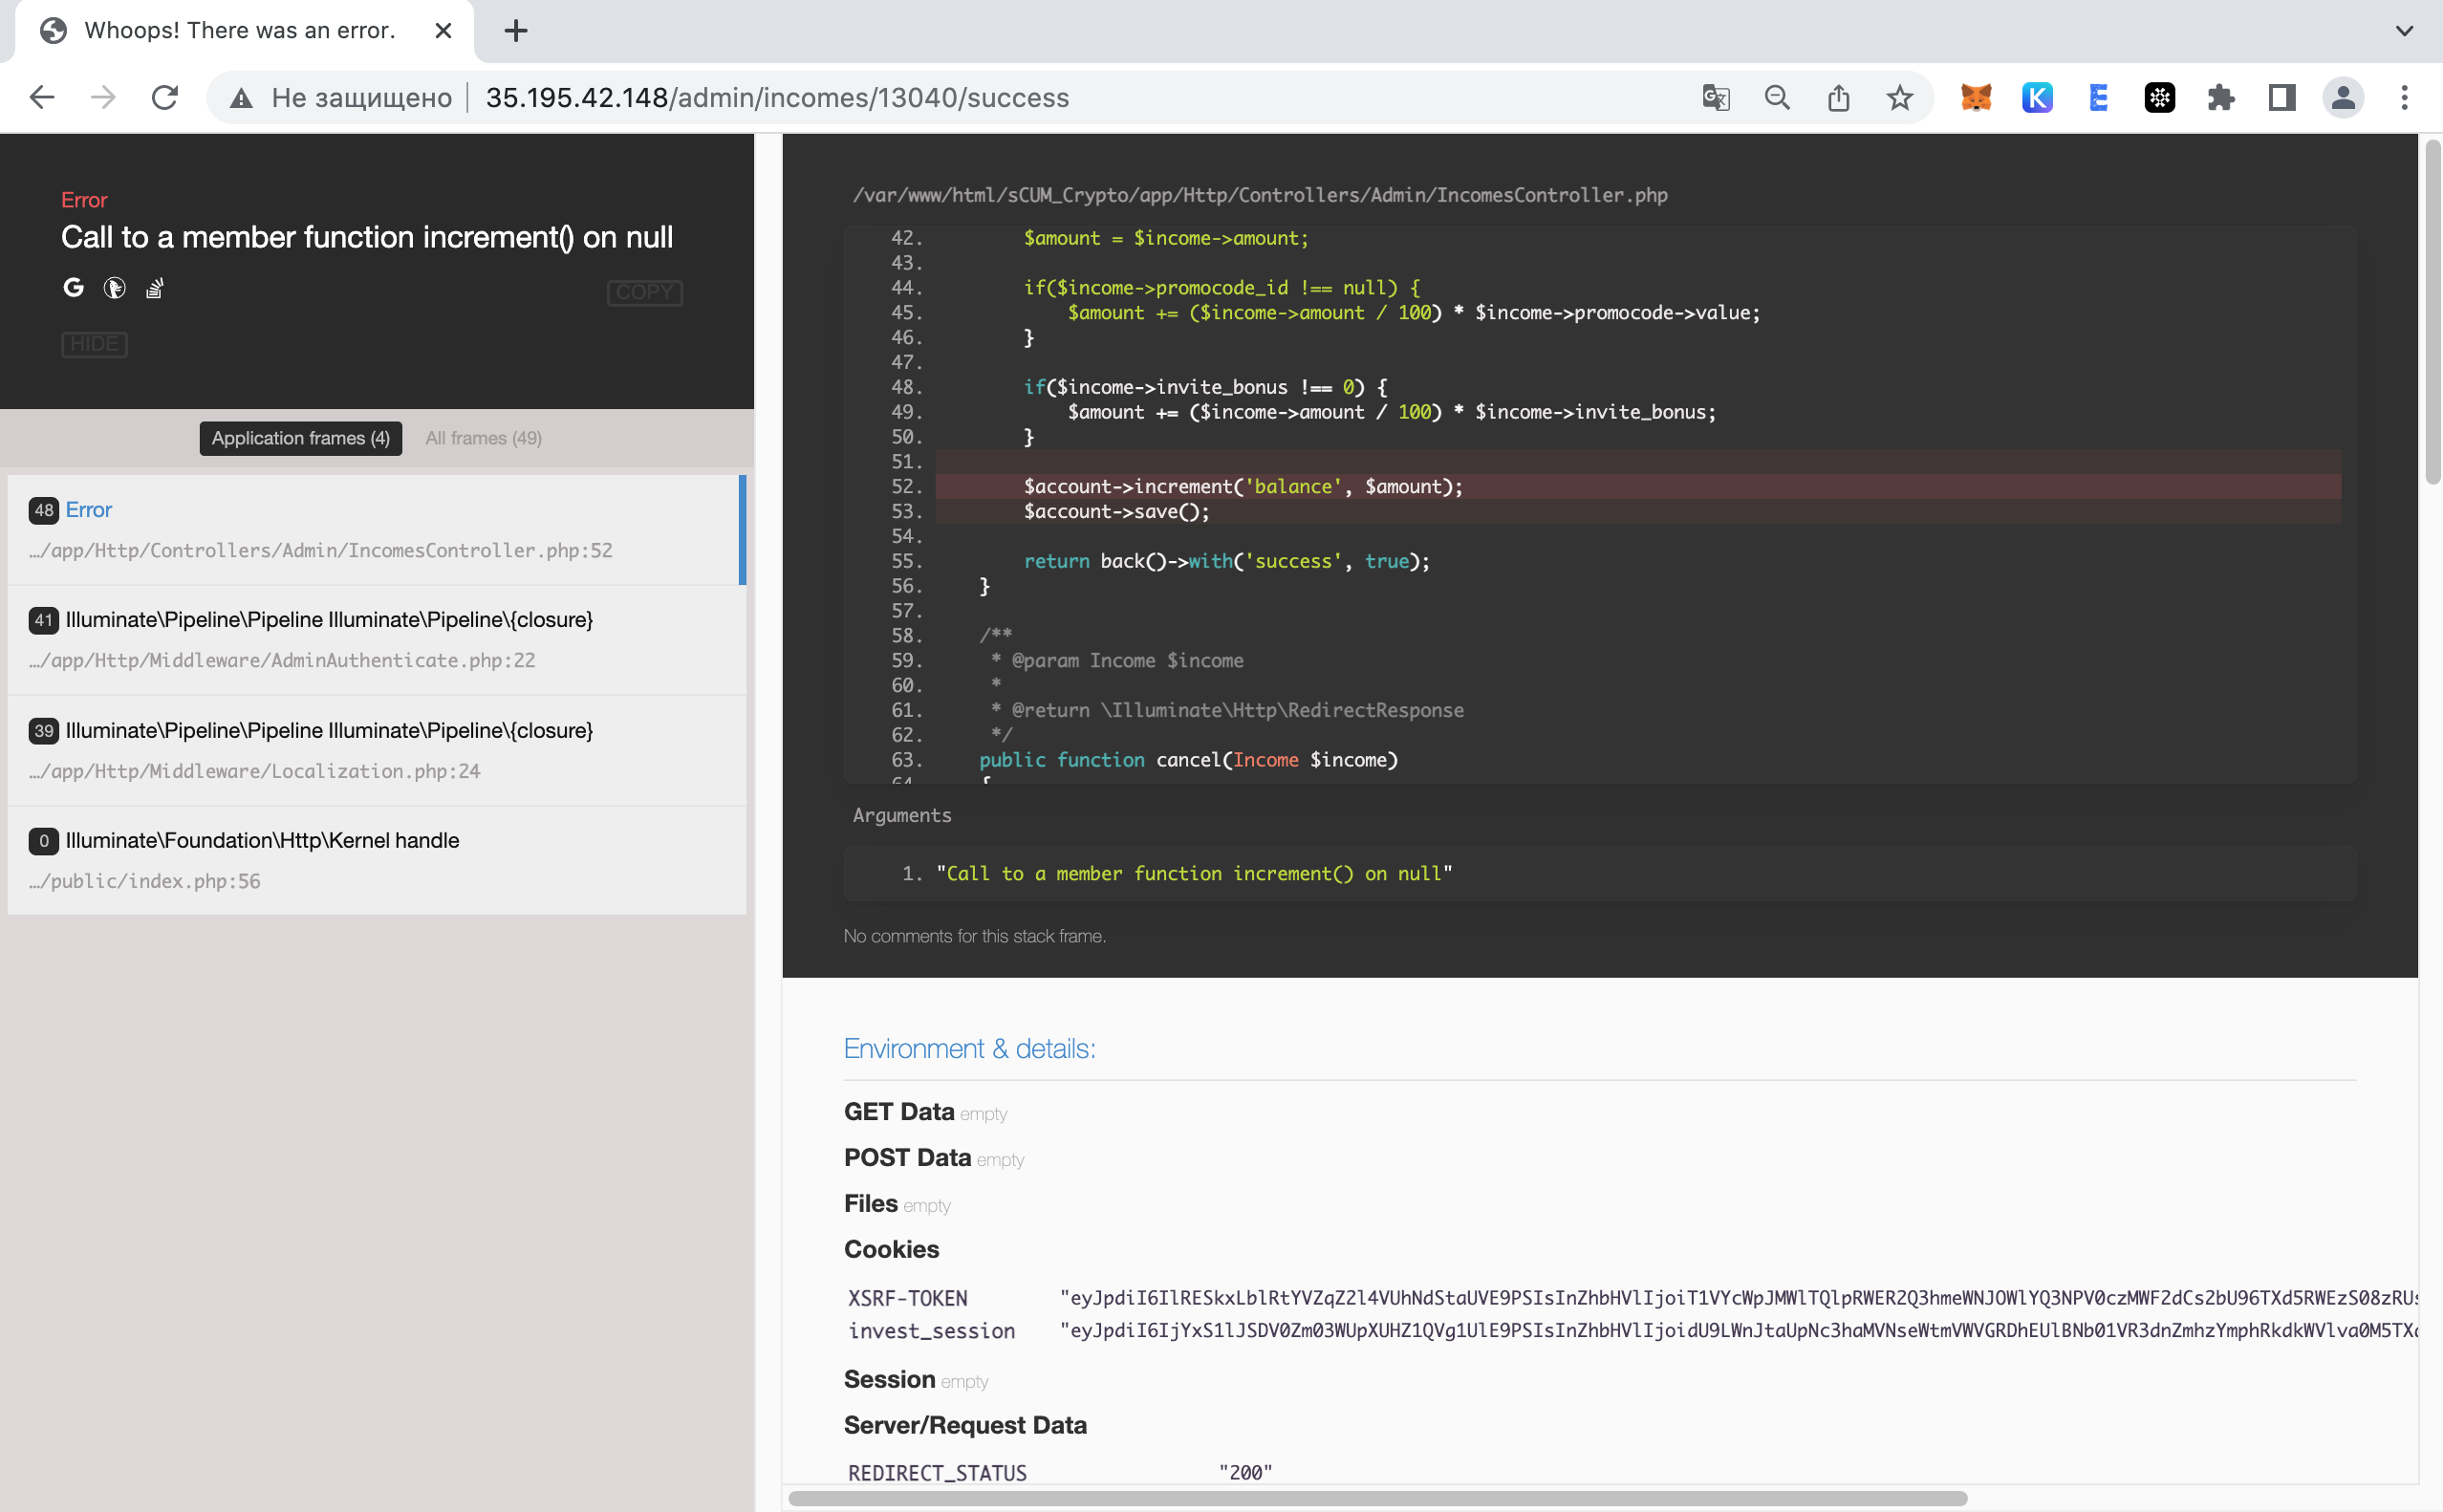 Whoops! There was an error.
Не защищено
35.195.42.148/admin/incomes/13040/success
Error
Call to a member function increment() on null
COPY
HIDE
Application frames (4)
All frames (49)
48 Error
…/app/Http/Controllers/Admin/IncomesController.php:52
41 Illuminate\Pipeline\Pipeline Illuminate\Pipeline\{closure}
…/app/Http/Middleware/AdminAuthenticate.php:22
39 Illuminate\Pipeline\Pipeline Illuminate\Pipeline\{closure}
…/app/Http/Middleware/Localization.php:24
0 Illuminate\Foundation\Http\Kernel handle
…/public/index.php:56
/var/www/html/sCUM_Crypto/app/Http/Controllers/Admin/IncomesController.php
42. $amount = $income->amount;
43.
44. if($income->promocode_id !== null) {
45. $amount += ($income->amount / 100) * $income->promocode->value;
46. }
47.
48. if($income->invite_bonus !== 0) {
49. $amount += ($income->amount / 100) * $income->invite_bonus;
50. }
51.
52. $account->increment('balance', $amount);
53. $account->save();
54.
55. return back()->with('success', true);
56. }
57.
58. /**
59. * @param Income $income
60. *
61. * @return \Illuminate\Http\RedirectResponse
62. */
63. public function cancel(Income $income)
64. {
Arguments
1. "Call to a member function increment() on null"
No comments for this stack frame.
Environment & details:
GET Data empty
POST Data empty
Files empty
Cookies
XSRF-TOKEN
invest_session
Session empty
Server/Request Data
REDIRECT_STATUS "200"